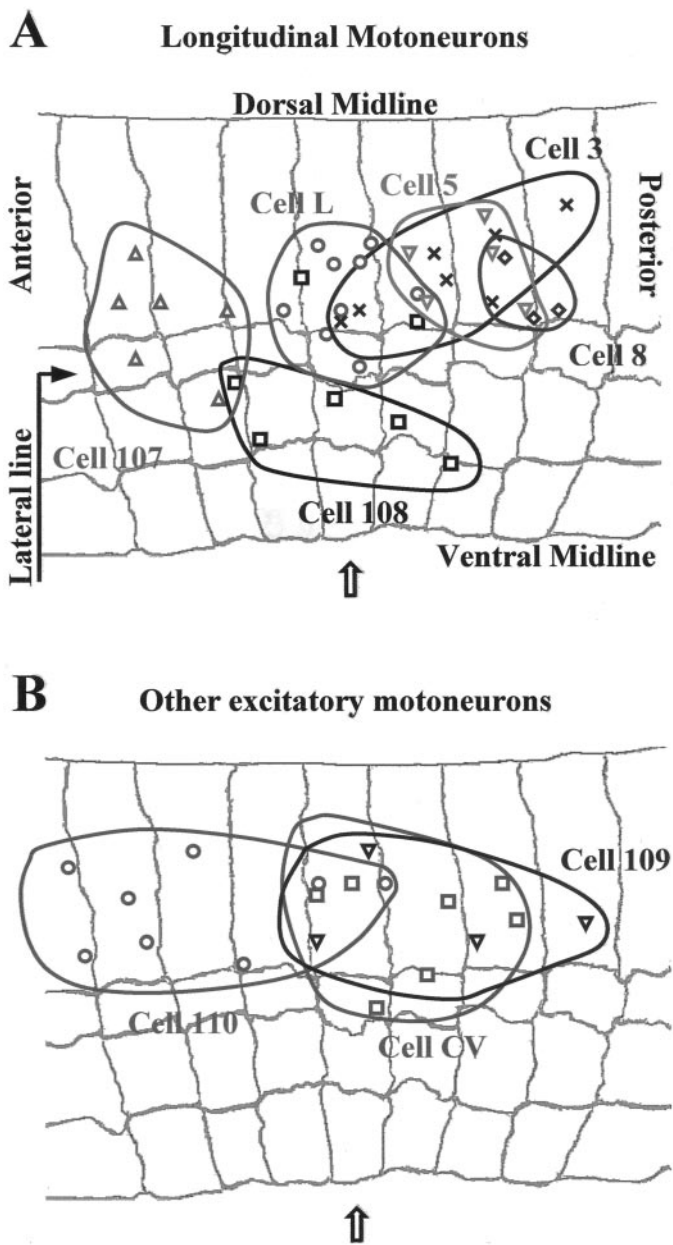 A
Longitudinal Motoneurons
Dorsal Midline
Cell 3
Cell 5
Cell L
Anterior
Posterior
Cell 8
Cell 107
Lateral line
Cell 108
Ventral Midline
B
Other excitatory motoneurons
Cell 109
Cell 110
Cell CV